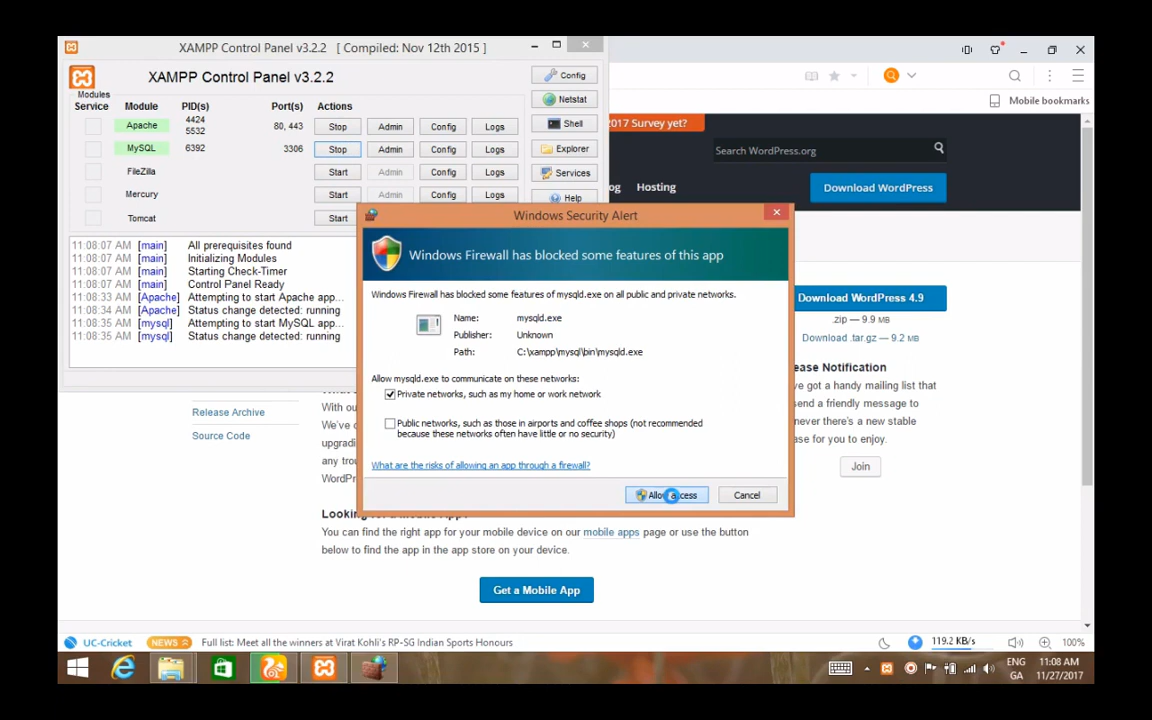 XAMPP Control Panel v3.2.2 [ Compiled: Nov 12th 2015 ]
XAMPP Control Panel v3.2.2
Config
Modules
Service Module PID(s) Port(s) Actions
Netstat
Apache 4424 5532 80, 443 Stop Admin Config Logs
Shell
MySQL 6392 3306 Stop Admin Config Logs
Explorer
FileZilla Start Admin Config Logs
Services
Mercury Start Admin Config Logs
Help
Tomcat Start
11:08:07 AM [main] All prerequisites found
11:08:07 AM [main] Initializing Modules
11:08:07 AM [main] Starting Check-Timer
11:08:07 AM [main] Control Panel Ready
11:08:33 AM [Apache] Attempting to start Apache app...
11:08:34 AM [Apache] Status change detected: running
11:08:35 AM [mysql] Attempting to start MySQL app...
11:08:35 AM [mysql] Status change detected: running
Mobile bookmarks
2017 Survey yet?
Search WordPress.org
Hosting
Download WordPress
Windows Security Alert
Windows Firewall has blocked some features of this app
Windows Firewall has blocked some features of mysqld.exe on all public and private networks.
Name: mysqld.exe
Publisher: Unknown
Path: C:\xampp\mysql\bin\mysqld.exe
Allow mysqld.exe to communicate on these networks:
Private networks, such as my home or work network
Public networks, such as those in airports and coffee shops (not recommended
because these networks often have little or no security)
What are the risks of allowing an app through a firewall?
Cancel
Download WordPress 4.9
.zip — 9.9 MB
Download .tar.gz — 9.2 MB
ease Notification
've got a handy mailing list that
send a friendly message to
never there's a new stable
ase for you to enjoy.
Join
Release Archive
Source Code
With ou
We've c
upgradi
any trou
WordP
You can find the right app for your mobile device on our mobile apps page or use the button
below to find the app in the app store on your device.
Get a Mobile App
UC-Cricket NEWS Full list: Meet all the winners at Virat Kohli's RP-SG Indian Sports Honours
119.2 KB/s
100%
ENG
GA
11:08 AM
11/27/2017